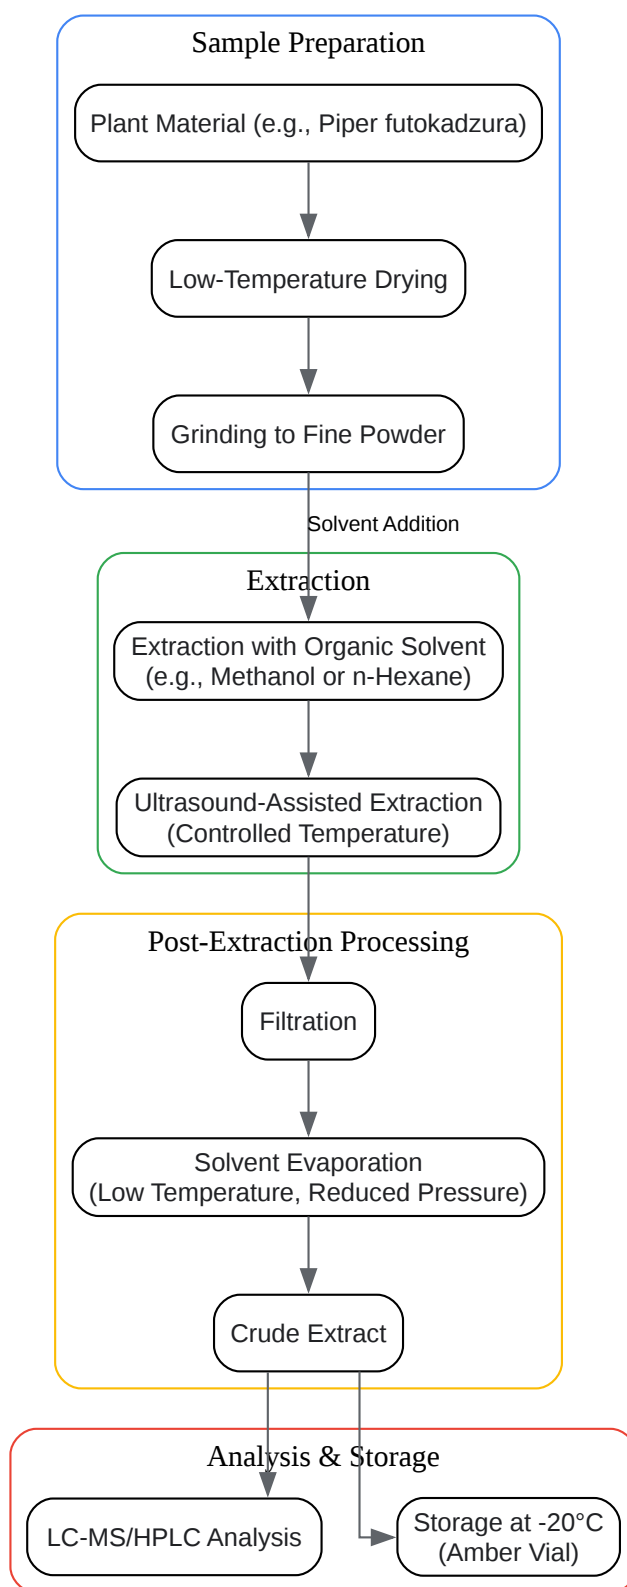 Sample Preparation
Plant Material (e.g., Piper futokadzura)
Low-Temperature Drying
Grinding to Fine Powder
Solvent Addition
Extraction
Extraction with Organic Solvent
(e.g., Methanol or n-Hexane)
Ultrasound-Assisted Extraction
(Controlled Temperature)
Post-Extraction Processing
Filtration
Solvent Evaporation
(Low Temperature, Reduced Pressure)
Crude Extract
Analysis & Storage
LC-MS/HPLC Analysis
Storage at -20°C
(Amber Vial)